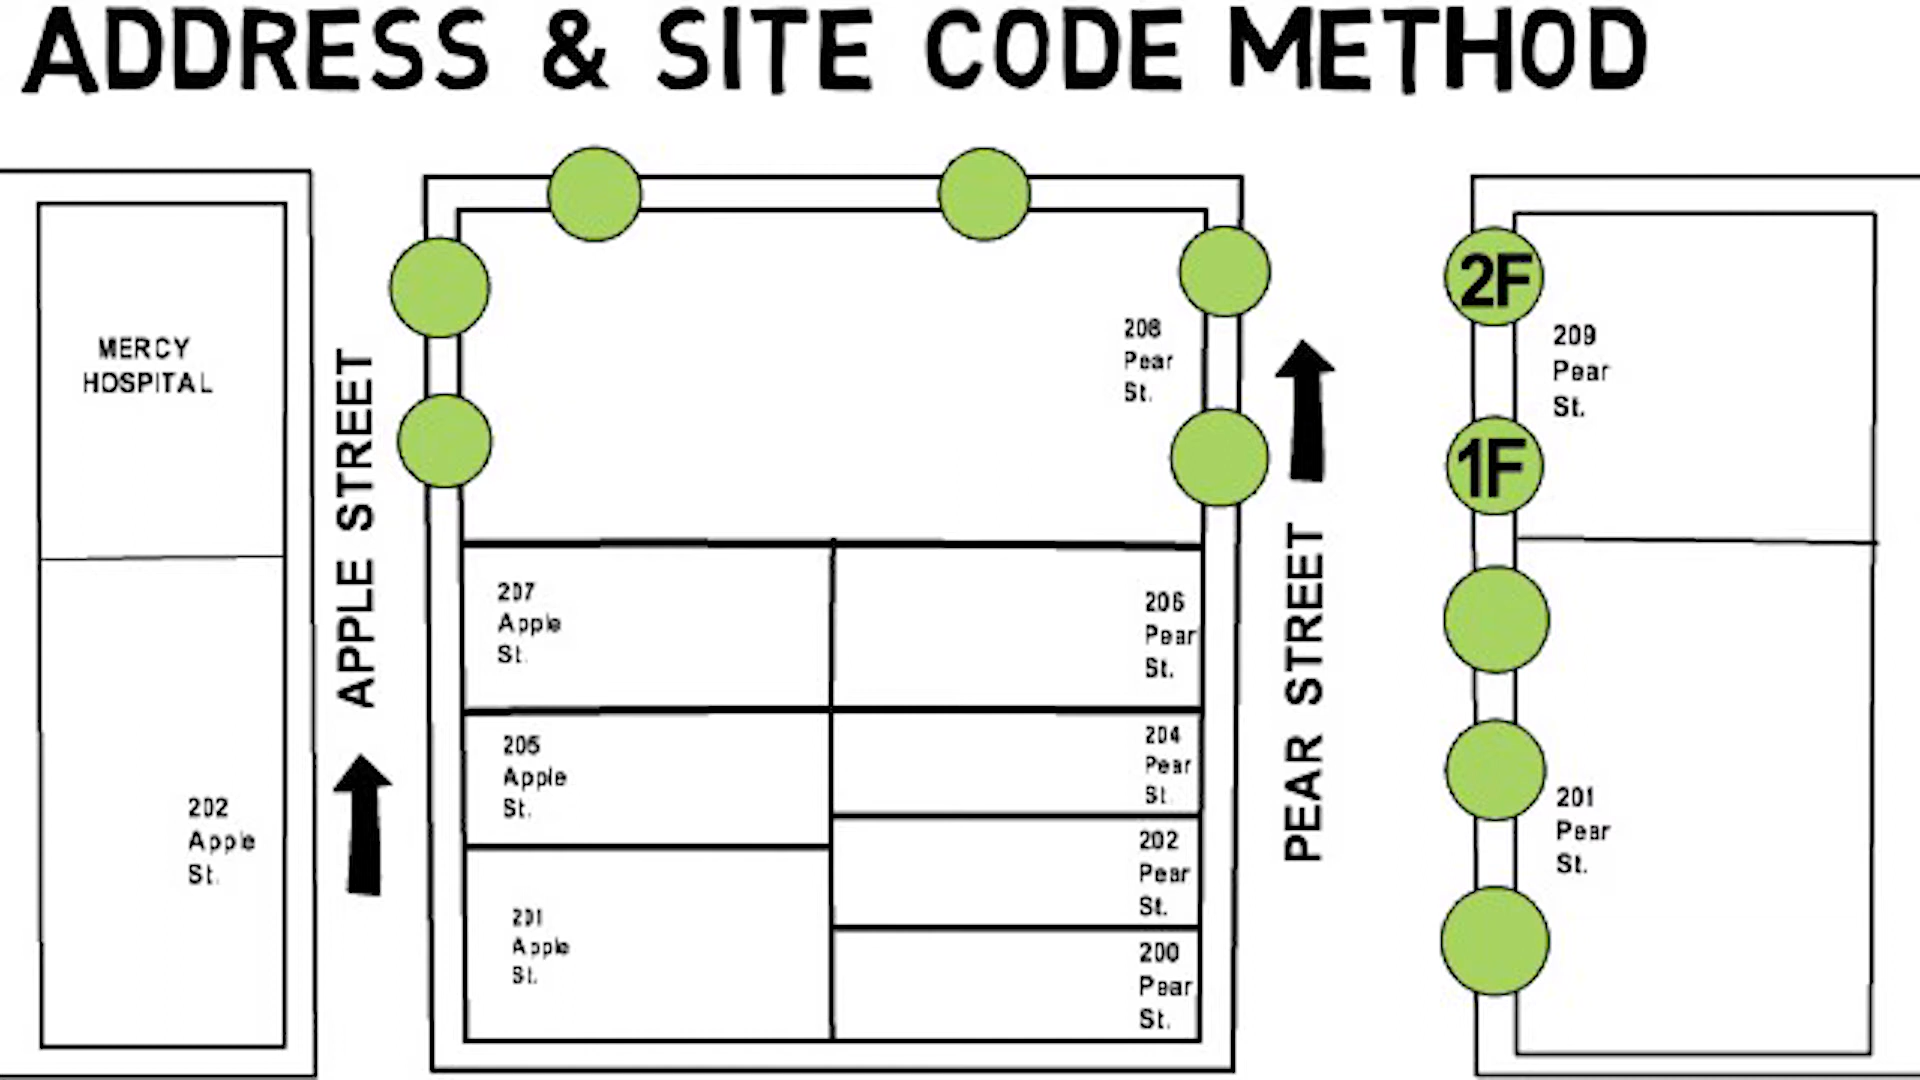 ADDRESS & SITE CODE METHOD
MERCY
HOSPITAL
202
Apple
St.
APPLE STREET
207
Apple
St.
205
Apple
St.
201
Apple
St.
208
Pear
St.
206
Pear
St.
204
Pear
St.
202
Pear
St.
200
Pear
St.
PEAR STREET
2F
209
Pear
St.
1F
201
Pear
St.